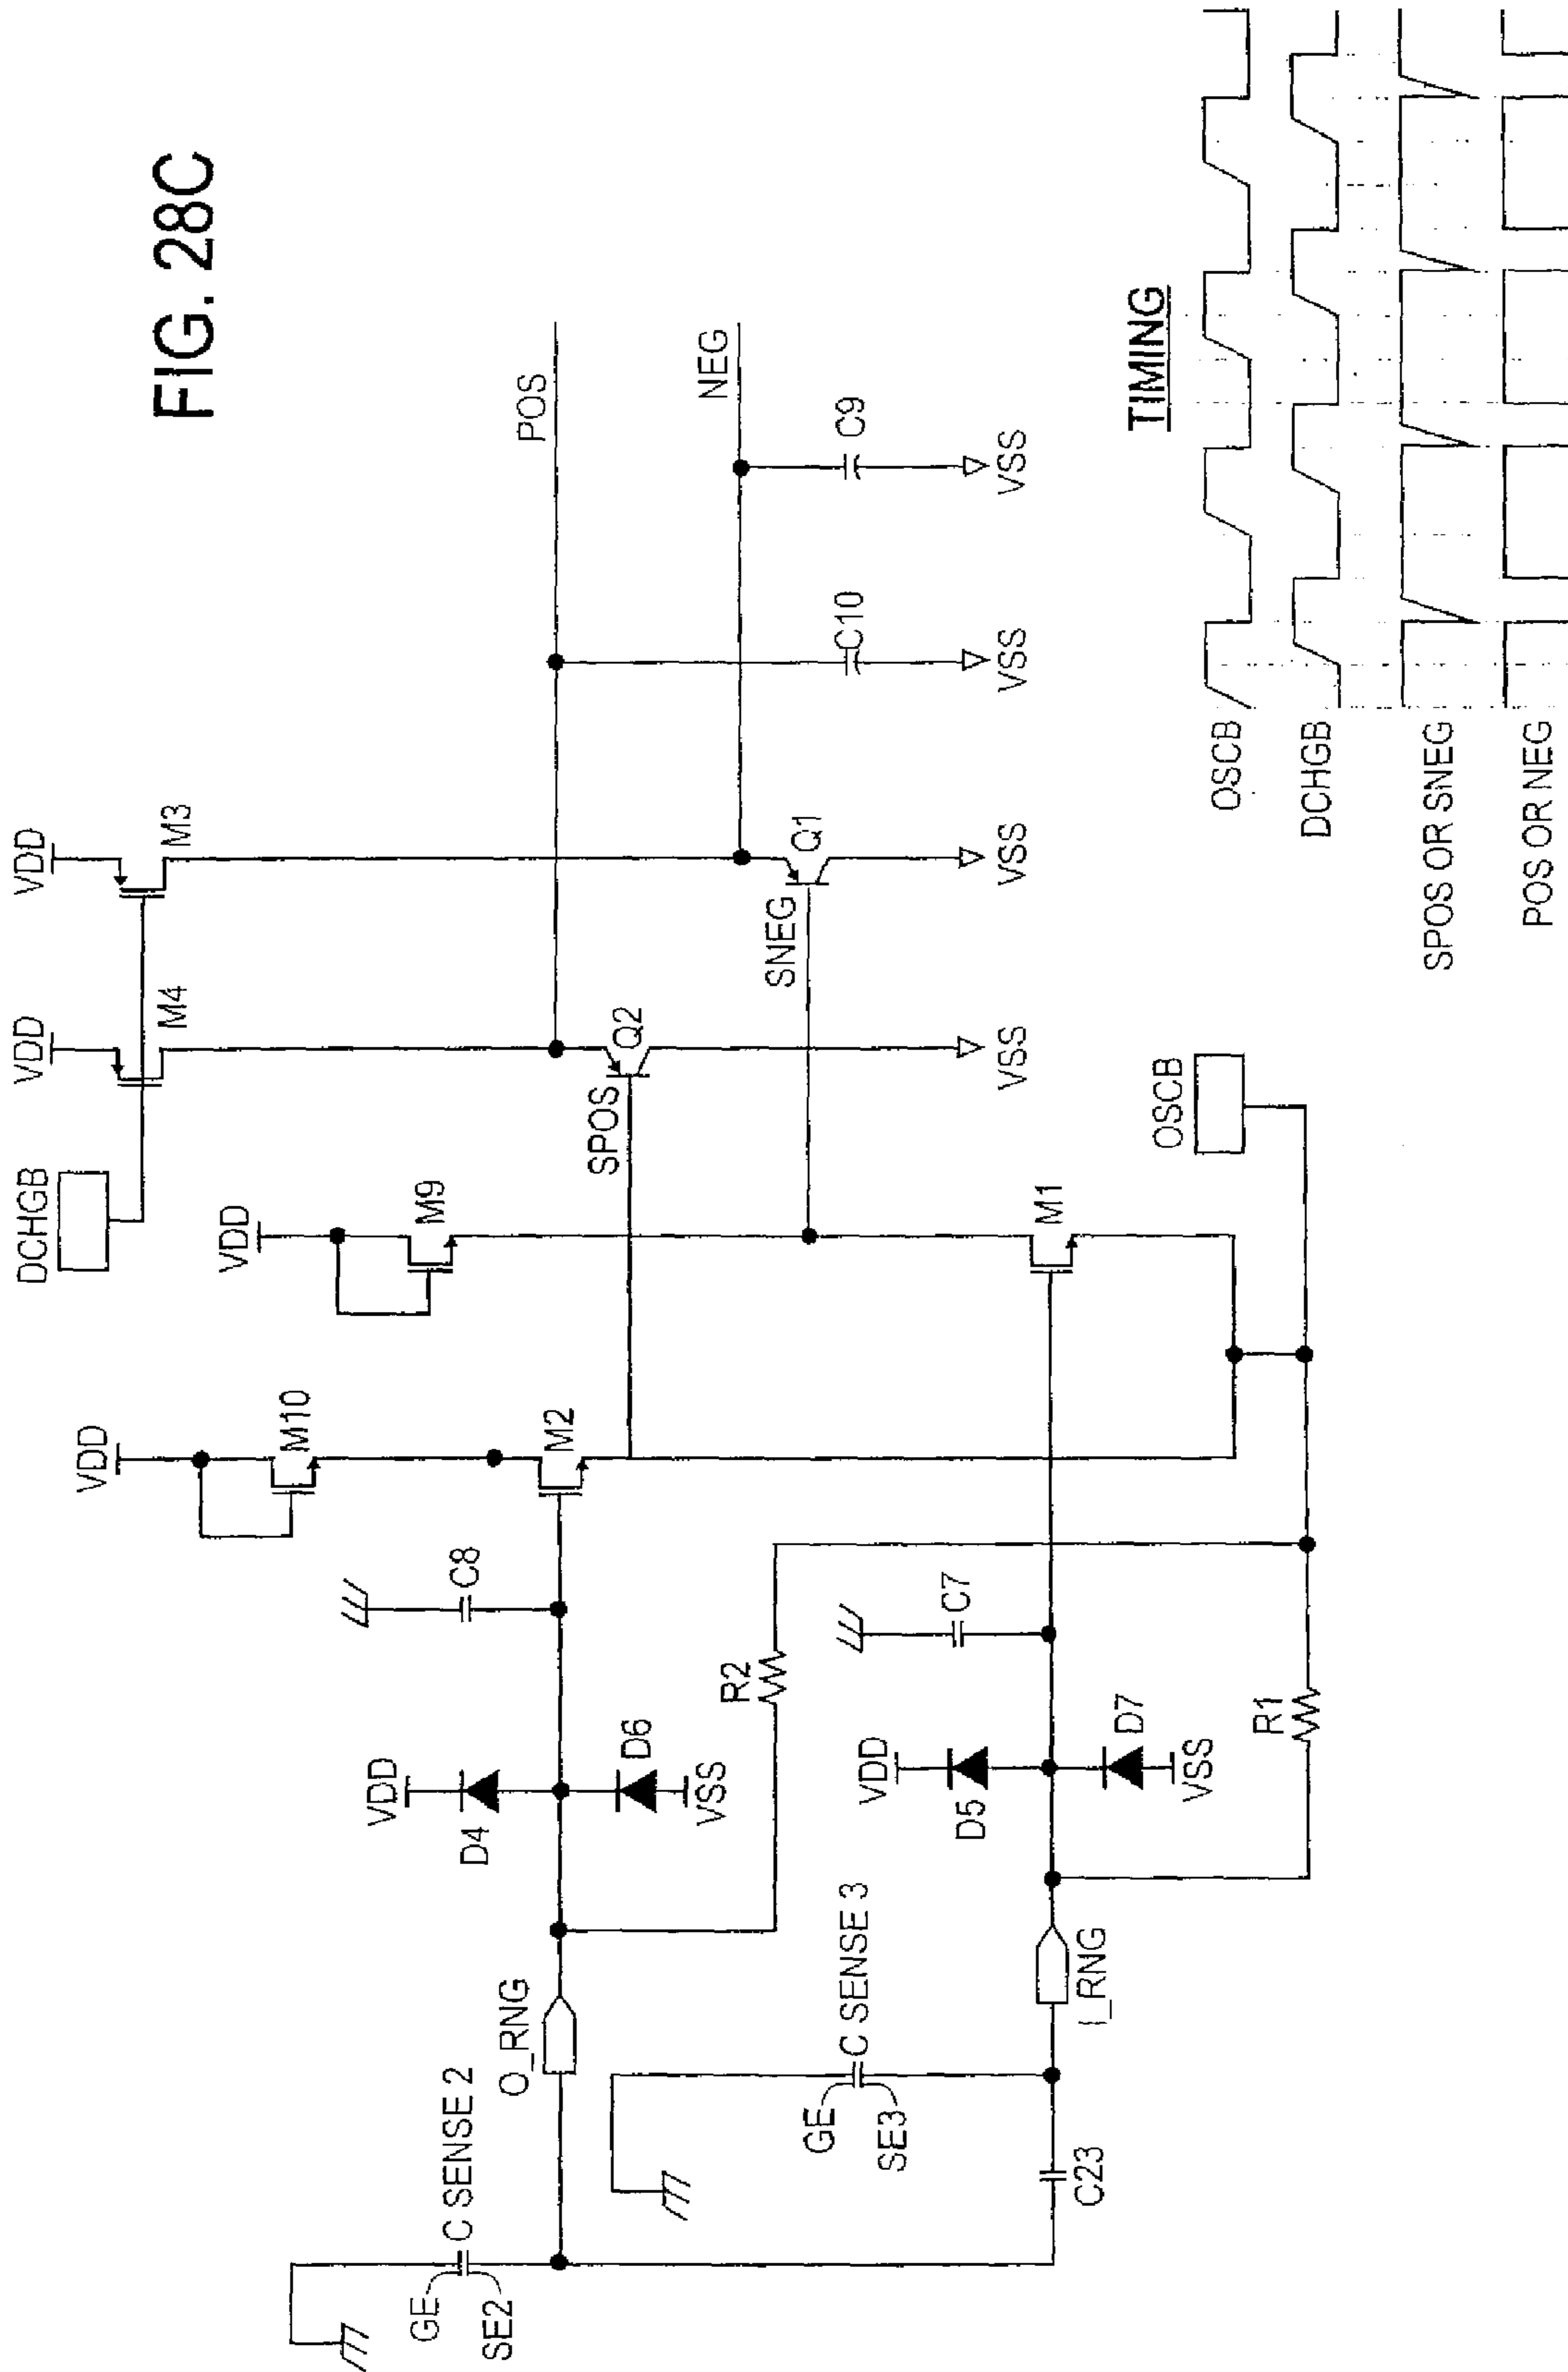 FIG. 28C
DCHGB
VDD
M4
VDD
M3
VDD
M9
VDD
M10
POS
NEG
SPOS
Q2
SNEG
Q1
C10
C9
VSS
VSS
VSS
VSS
M2
C8
VDD
D4
D6
VSS
O_RNG
C SENSE 2
GE
SE2
R2
C7
M1
OSCB
VDD
D5
D7
VSS
R1
C SENSE 3
GE
SE3
I_RNG
C23
TIMING
OSCB
DCHGB
SPOS OR SNEG
POS OR NEG